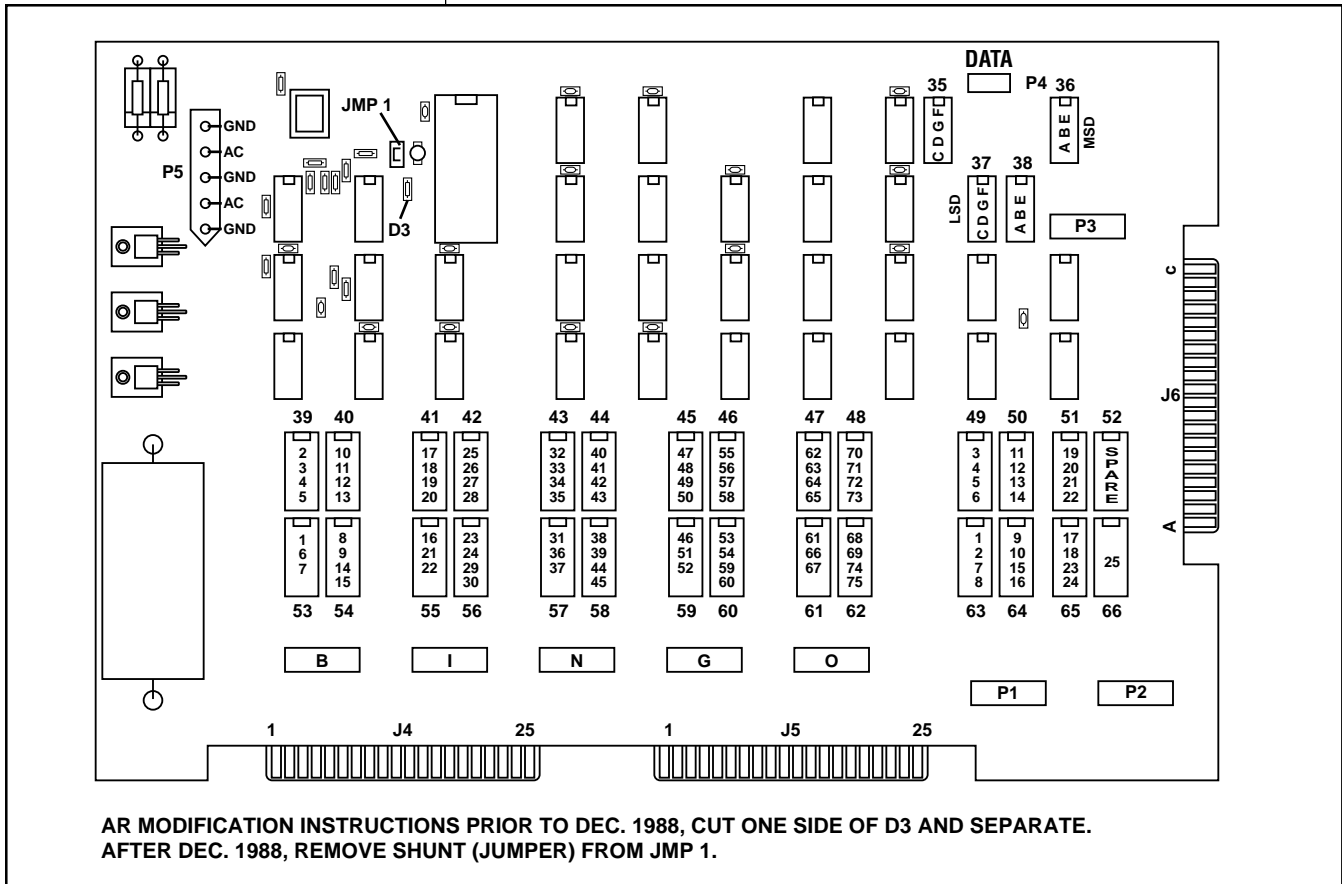 DATA
35 P4 36
JMP 1
GND
AC
P5 GND
AC
GND
D3
C D G F
A B E
MSD
37 38
LSD
C D G F
A B E
P3
C
J6
A
39 40 41 42 43 44 45 46 47 48 49 50 51 52
2 10 17 25 32 40 47 55 62 70 3 11 19 SPARE
3 11 18 26 33 41 48 56 63 71 4 12 20
4 12 19 27 34 42 49 57 64 72 5 13 21
5 13 20 28 35 43 50 58 65 73 6 14 22
1 8 16 23 31 38 46 53 61 68 1 9 17 25
6 9 21 24 36 39 51 54 66 69 2 10 18
7 14 22 29 37 44 52 59 67 74 7 15 23
15 30 45 60 75 8 16 24
53 54 55 56 57 58 59 60 61 62 63 64 65 66
B I N G O
P1 P2
1 J4 25 1 J5 25
AR MODIFICATION INSTRUCTIONS PRIOR TO DEC. 1988, CUT ONE SIDE OF D3 AND SEPARATE.
AFTER DEC. 1988, REMOVE SHUNT (JUMPER) FROM JMP 1.